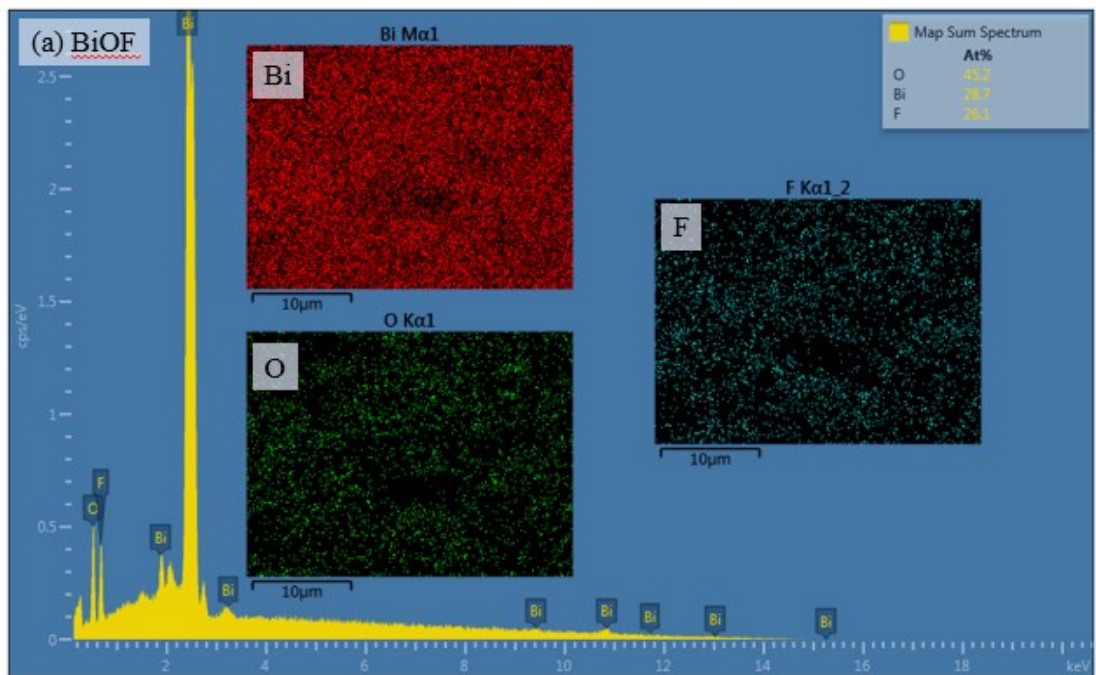 (a) BiOF
Bi
Map Sum Spectrum
At%
O 45.2
Bi 28.7
F 26.1
Bi Mα1
Bi
10µm
F Kα1_2
F
10µm
O Kα1
O
10µm
cps/eV
2.5
2
1.5
1
0.5
0
O
F
Bi
Bi
Bi
Bi
Bi
Bi
Bi
2
4
6
8
10
12
14
16
18
keV